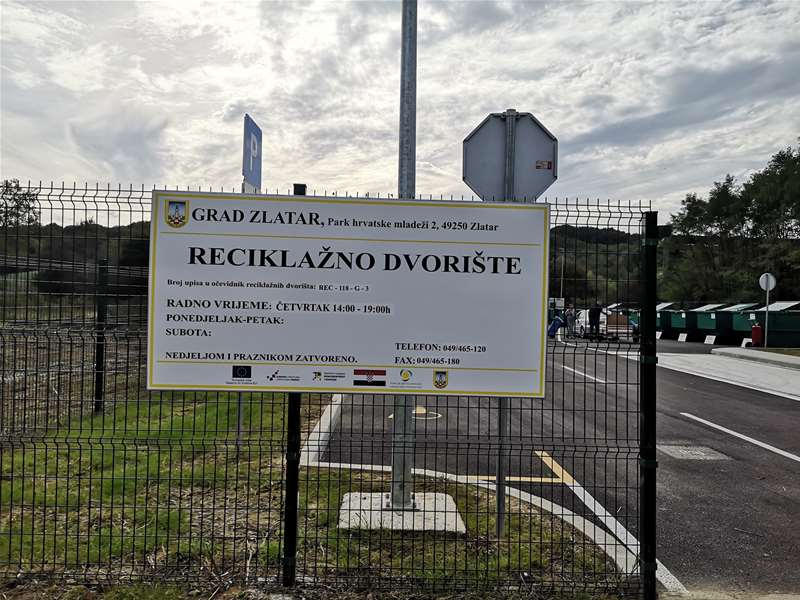 P
GRAD ZLATAR, Park hrvatske mladeži 2, 49250 Zlatar
RECIKLAŽNO DVORIŠTE
Broj upisa u očevidnik reciklažnih dvorišta: REC - 118 - G - 3
RADNO VRIJEME: ČETVRTAK 14:00 - 19:00h
PONEDJELJAK-PETAK:
SUBOTA:
TELEFON: 049/465-120
NEDJELJOM I PRAZNIKOM ZATVORENO.
FAX: 049/465-180